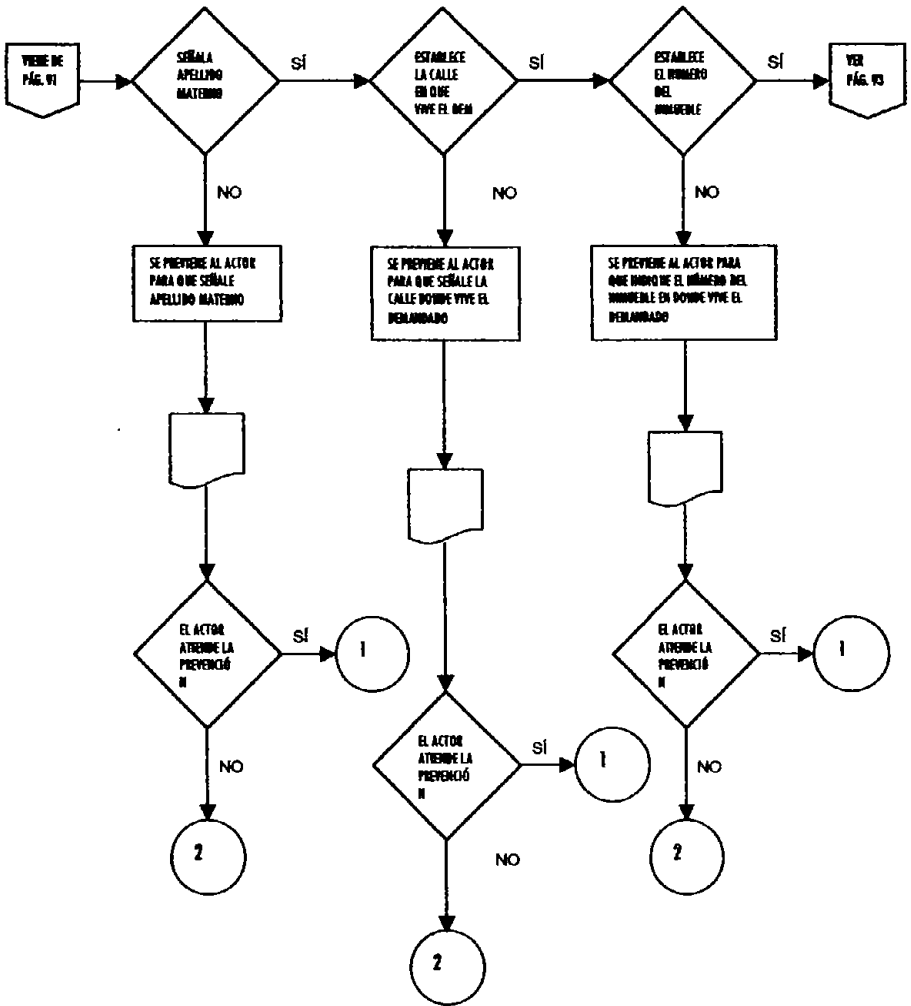 VIENE DE
PÁG. 91
SEÑALA
APELLIDO
MATERNO
SÍ
ESTABLECE
LA CALLE
EN QUE
VIVE EL DEM
SÍ
ESTABLECE
EL NUMERO
DEL
INMUEBLE
SÍ
VER
PÁG. 93
NO
NO
NO
SE PREVIENE AL ACTOR
PARA QUE SEÑALE
APELLIDO MATERNO
SE PREVIENE AL ACTOR
PARA QUE SEÑALE LA
CALLE DONDE VIVE EL
DEMANDADO
SE PREVIENE AL ACTOR PARA
QUE INDIQUE EL NÚMERO DEL
INMUEBLE EN DONDE VIVE EL
DEMANDADO
EL ACTOR
ATIENDE LA
PREVENCIÓ
N
SÍ
1
NO
2
EL ACTOR
ATIENDE LA
PREVENCIÓ
N
SÍ
1
NO
2
EL ACTOR
ATIENDE LA
PREVENCIÓ
N
SÍ
1
NO
2